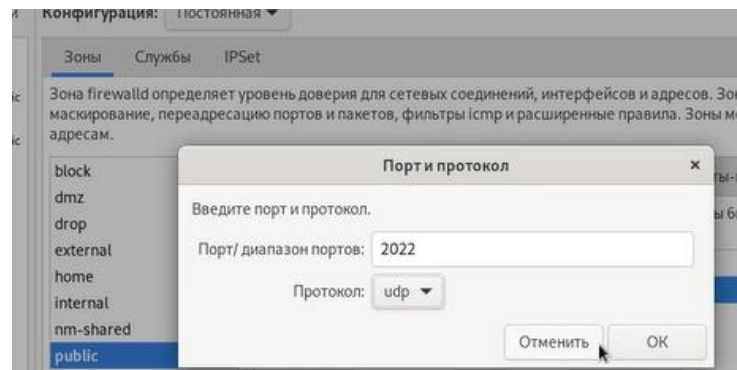 Конфигурация: Постоянная
Зоны Службы IPSet
Зона firewalld определяет уровень доверия для сетевых соединений, интерфейсов и адресов.
маскирование, переадресацию портов и пакетов, фильтры icmp и расширенные правила. Зоны
адресам.
block
dmz
drop
external
home
internal
nm-shared
public
Порт и протокол
Введите порт и протокол.
Порт/ диапазон портов: 2022
Протокол: udp
Отменить OK